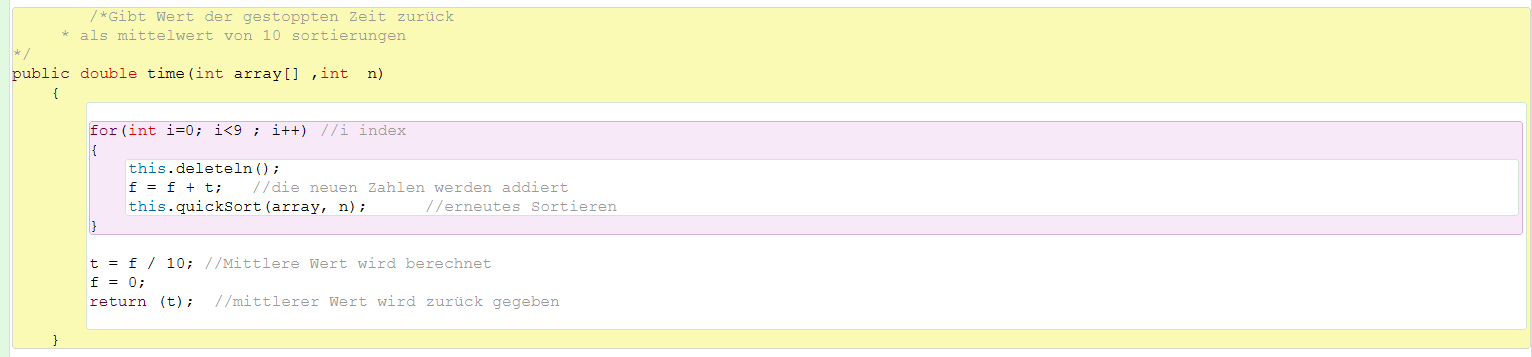 /*Gibt Wert der gestoppten Zeit zurück
* als mittelwert von 10 sortierungen
*/
public double time(int array[] ,int  n)
{
for(int i=0; i<9 ; i++) //i index
{
this.deleteln();
f = f + t;   //die neuen Zahlen werden addiert
this.quickSort(array, n);      //erneutes Sortieren
}
t = f / 10; //Mittlere Wert wird berechnet
f = 0;
return (t);  //mittlerer Wert wird zurück gegeben
}